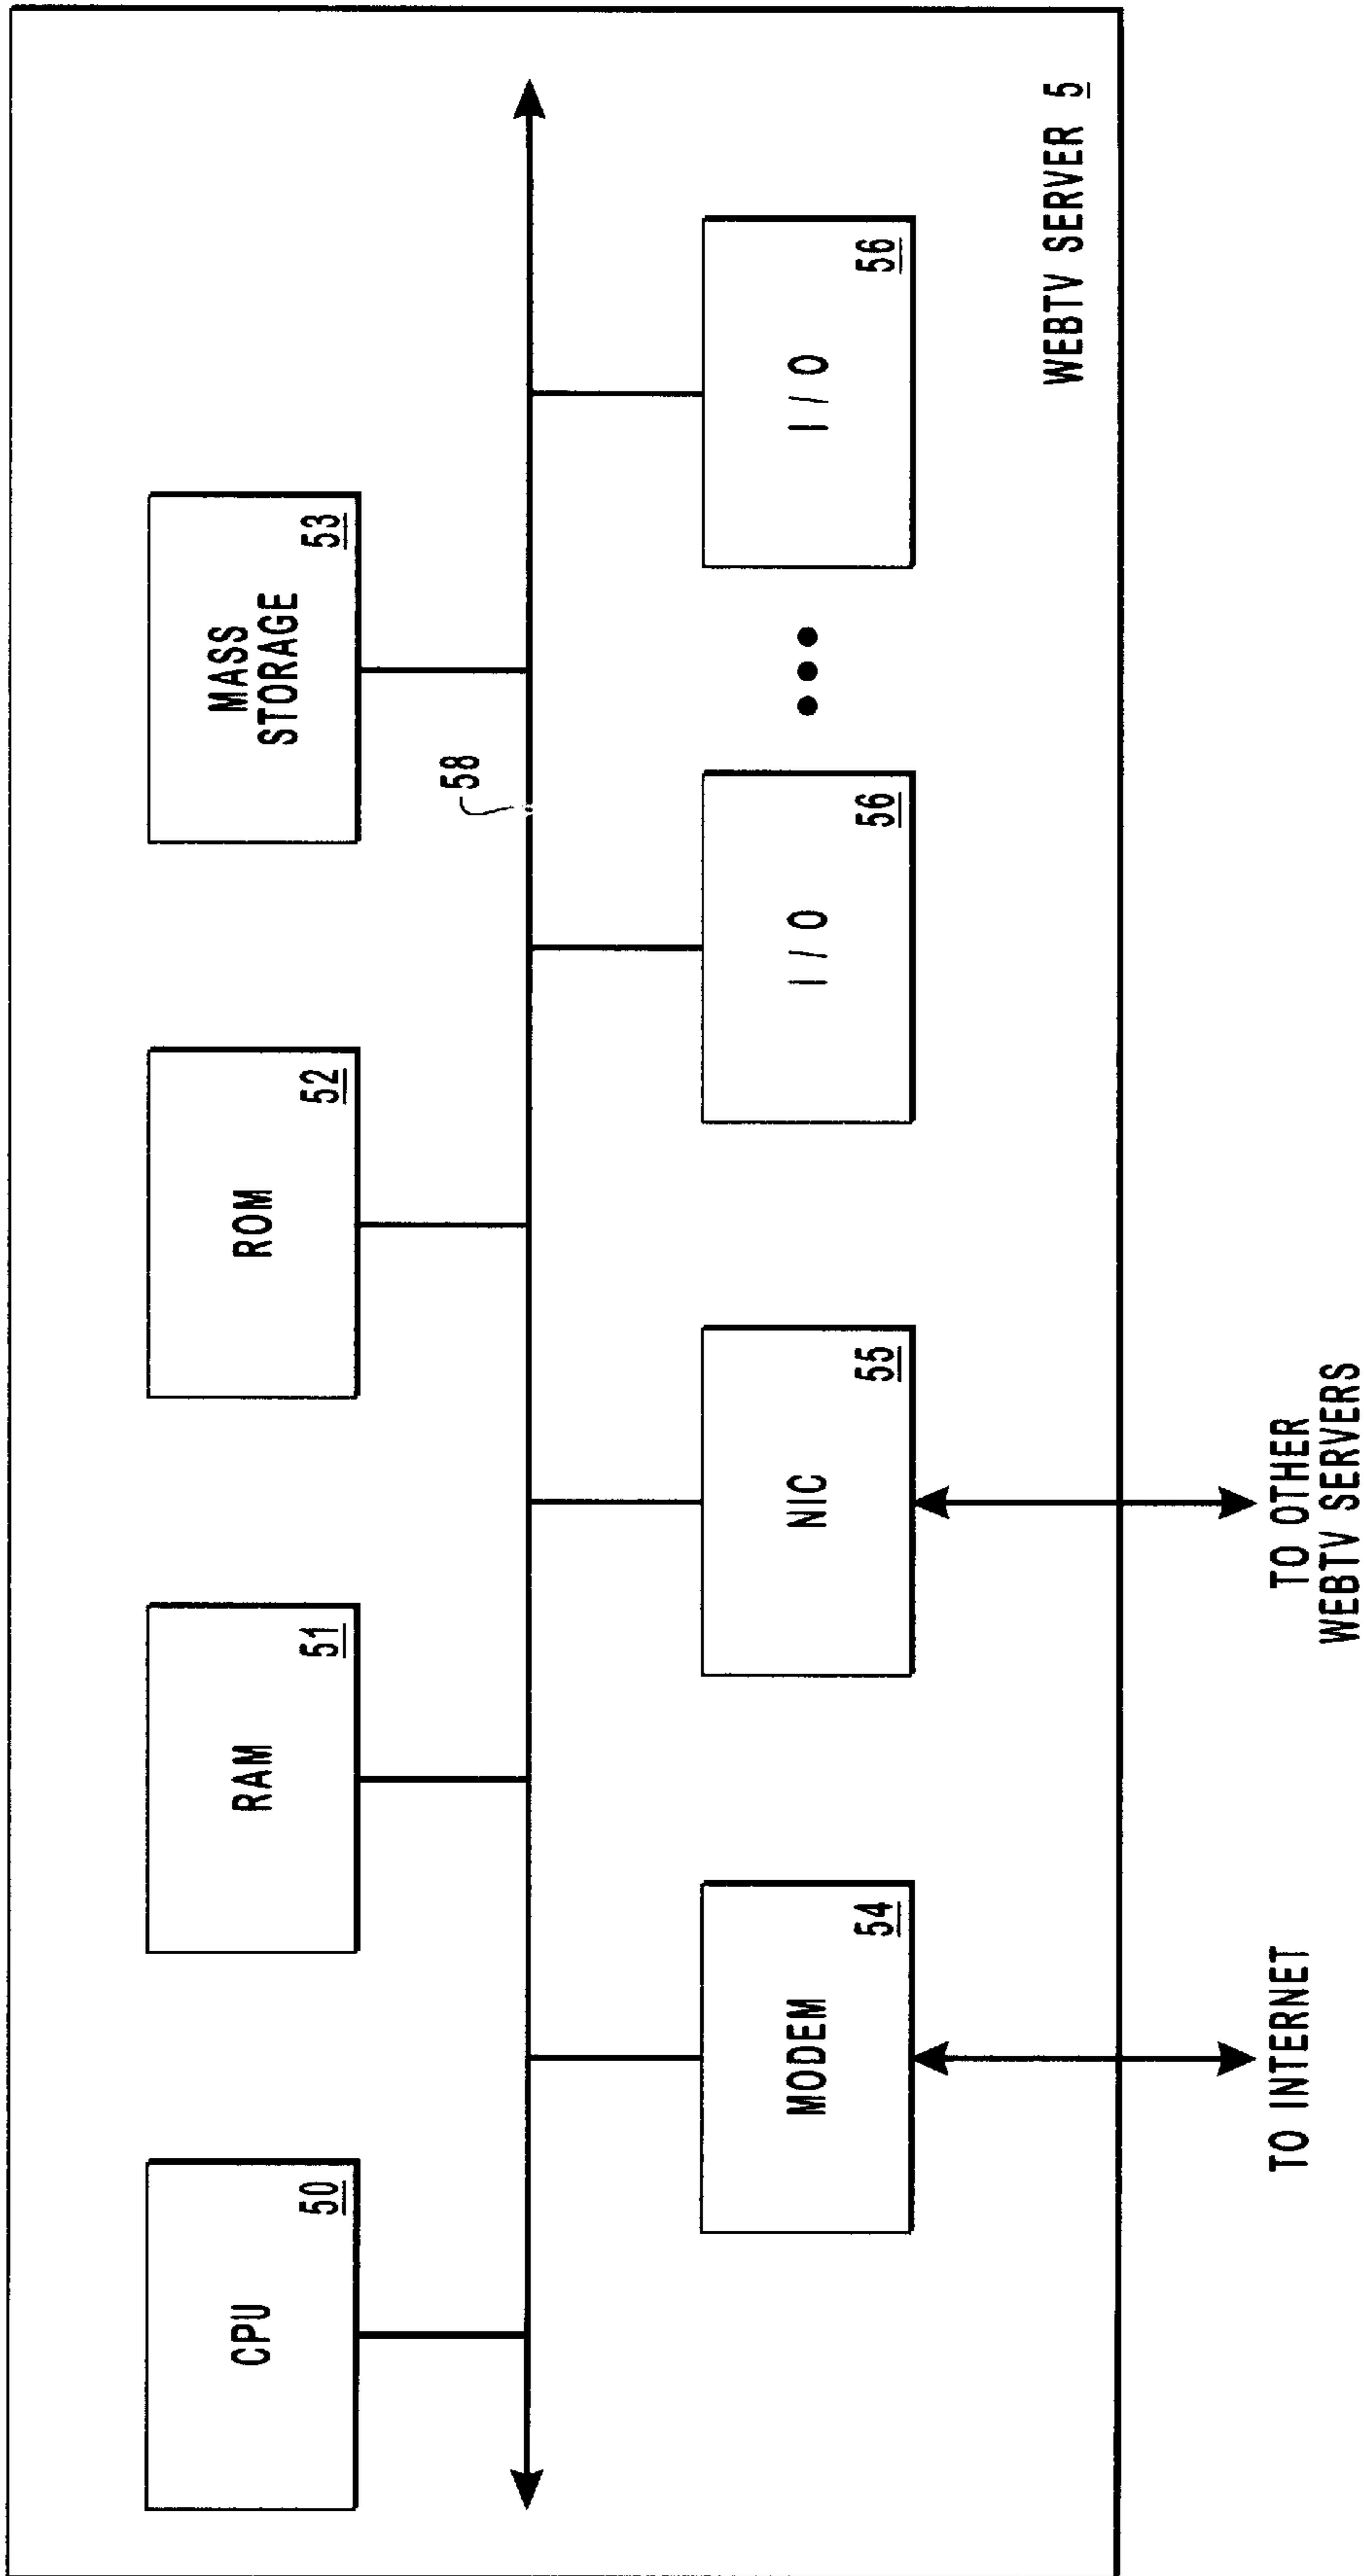 CPU
50
RAM
51
ROM
52
MASS
STORAGE
53
58
MODEM
54
NIC
55
I/O
56
I/O
56
WEBTV SERVER 5
TO INTERNET
TO OTHER
WEBTV SERVERS